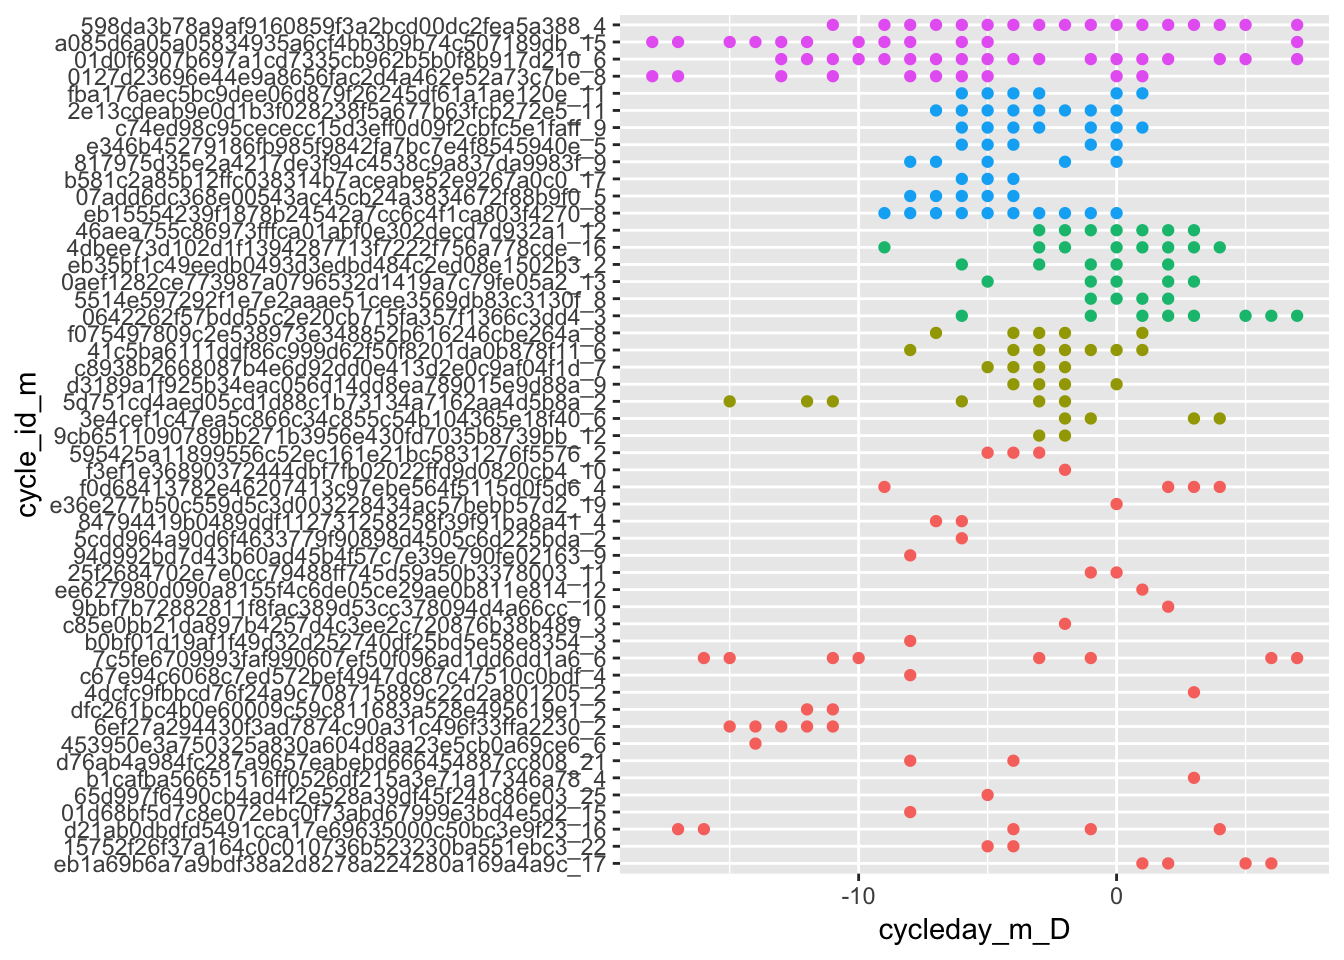 598da3b78a9af9160859f3a2bcd00dc2fea5a388_4
a085d6a05a05834935a6cf4bb3b9b74c507189db_15
01d0f6907b697a1cd7335cb962b5b0f8b917d210_6
0127d23696e44e9a8656fac2d4a462e52a73c7be_8
fba176aec5bc9dee06d879f26245df61a1ae120e_11
2e13cdeab9e0d1b3f028238f5a677b63fcb272e5_11
c74ed98c95cececc15d3eff0d09f2cbfc5e1faff_9
e346b45279186fb985f9842fa7bc7e4f8545940e_5
817975d35e2a4217de3f94c4538c9a837da9983f_9
b581c2a85b12ffc038314b7aceabe52e9267a0c0_17
07add6dc368e00543ac45cb24a3834672f88b9f0_5
eb15554239f1878b24542a7cc6c4f1ca803f4270_8
46aea755c86973fffca01abf0e302decd7d932a1_12
4dbee73d102d1f1394287713f7222f756a778cde_16
eb35bf1c49eedb0493d3edbd484c2ed08e1502b3_2
0aef1282ce773987a0796532d1419a7c79fe05a2_13
5514e597292f1e7e2aaae51cee3569db83c3130f_8
0642262f57bdd55c2e20cb715fa357f1366c3dd4_3
f075497809c2e538973e348852b616246cbe264a_8
41c5ba6111ddf86c999d62f50f8201da0b878f11_6
c8938b2668087b4e6d92dd0e413d2e0c9af04f1d_7
d3189a1f925b34eac056d14dd8ea789015e9d88a_9
5d751cd4aed05cd1d88c1b73134a7162aa4d5b8a_2
3e4cef1c47ea5c866c34c855c54b104365e18f40_6
9cb6511090789bb271b3956e430fd7035b8739bb_12
595425a11899556c52ec161e21bc5831276f5576_2
f3ef1e36890372444dbf7fb02022ffd9d0820cb4_10
f0d68413782e46207413c97ebe564f5115d0f5d6_4
e36e277b50c559d5c3d003228434ac57bebb57d2_19
84794419b0489ddf112731258258f39f91ba8a41_4
5cdd964a90d6f4633779f90898d4505c6d225bda_2
94d992bd7d43b60ad45b4f57c7e39e790fe02163_9
25f2684702e7e0cc79488ff745d59a50b3378003_11
ee627980d090a8155f4c6de05ce29ae0b811e814_12
9bbf7b72882811f8fac389d53cc378094d4a66cc_10
c85e0bb21da897b4257d4c3ee2c720876b38b489_3
b0bf01d19af1f49d32d252740df25bd5e58e8354_3
7c5fe6709993faf990607ef50f096ad1dd6dd1a6_6
c67e94c6068c7ed572bef4947dc87c47510c0bdf_4
4dcfc9fbbcd76f24a9c708715889c22d2a801205_2
dfc261bc4b0e60009c59c811683a528e495619e1_2
6ef27a294430f3ad7874c90a31c496f33ffa2230_2
453950e3a750325a830a604d8aa23e5cb0a69ce6_6
d76ab4a984fc287a9657eabebd666454887cc808_21
b1cafba56651516ff0526df215a3e71a17346a78_4
65d997f6490cb4ad4f2e528a39df45f248c86e03_25
01d68bf5d7c8e072ebc0f73abd67999e3bd4e5d2_15
d21ab0dbdfd5491cca17e69635000c50bc3e9f23_16
15752f26f37a164c0c010736b523230ba551ebc3_22
eb1a69b6a7a9bdf38a2d8278a224280a169a4a9c_17
cycle_id_m
-10 0
cycleday_m_D